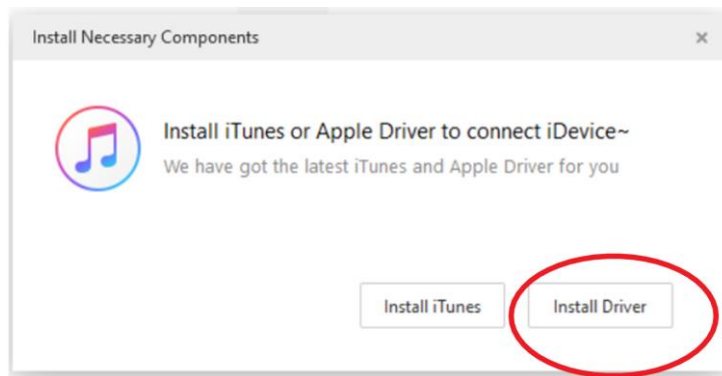 Install Necessary Components
Install iTunes or Apple Driver to connect iDevice~
We have got the latest iTunes and Apple Driver for you
Install iTunes
Install Driver